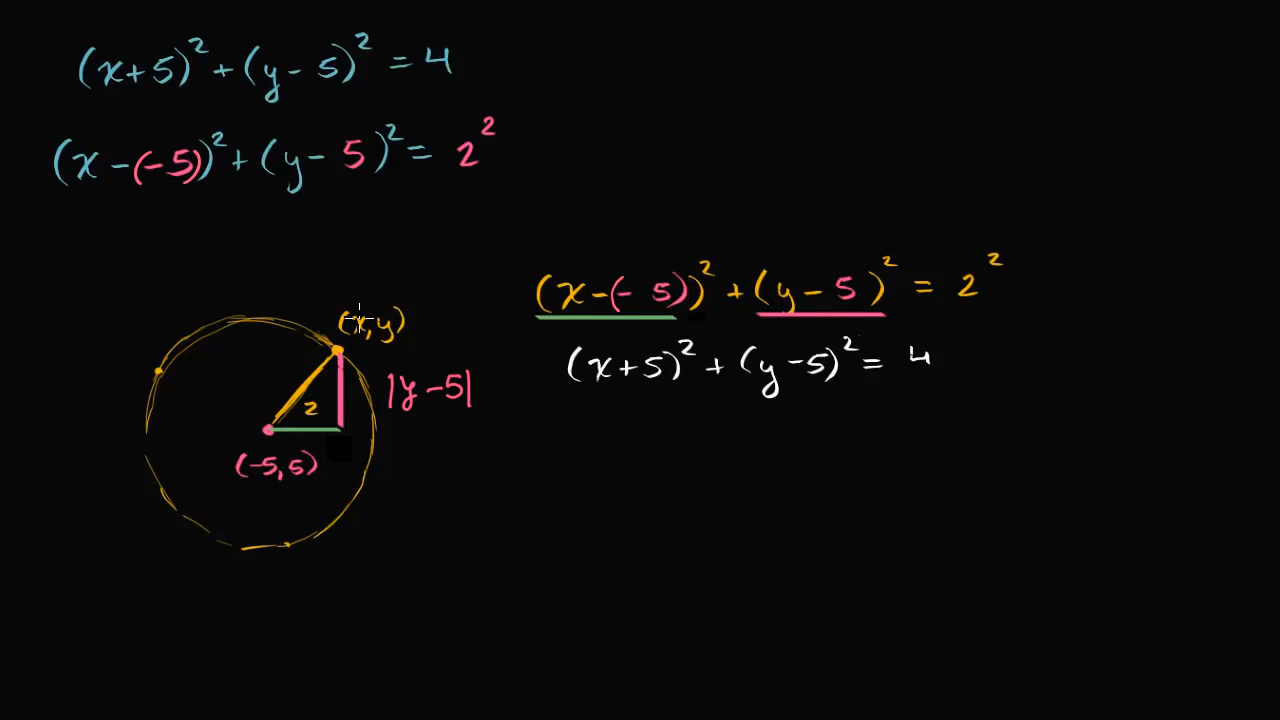 (x+5)² + (y-5)² = 4
(x-(-5))² + (y-5)² = 2²
(x-(-5))² + (y-5)² = 2²
(x,y)
(x+5)² + (y-5)² = 4
|y-5|
2
(-5,5)